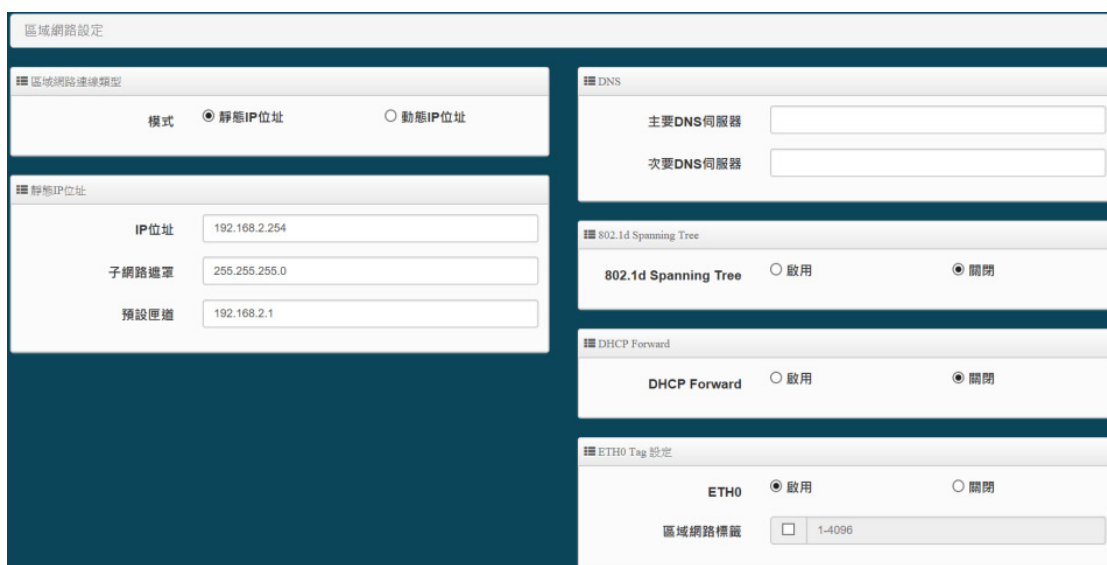 區域網路設定
區域網路連線類型
模式 靜態IP位址 動態IP位址
靜態IP位址
IP位址 192.168.2.254
子網路遮罩 255.255.255.0
預設匣道 192.168.2.1
DNS
主要DNS伺服器
次要DNS伺服器
802.1d Spanning Tree
802.1d Spanning Tree 啟用 關閉
DHCP Forward
DHCP Forward 啟用 關閉
ETH0 Tag 設定
ETH0 啟用 關閉
區域網路標籤 1-4096